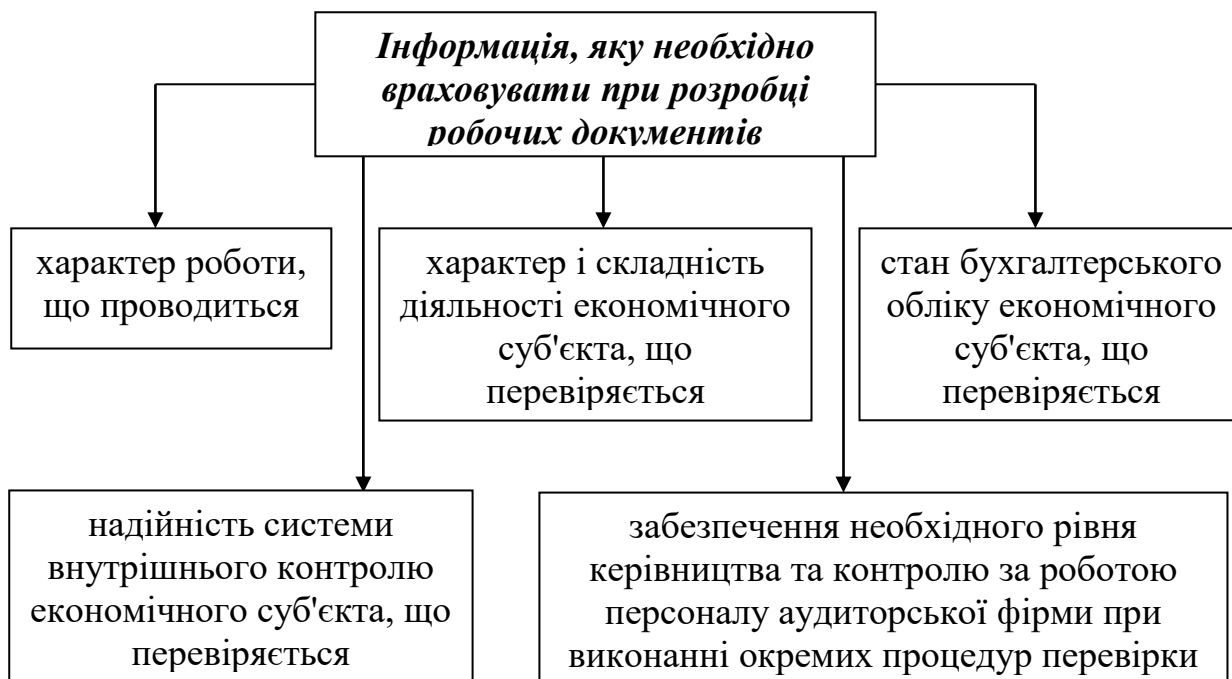 Інформація, яку необхідно
враховувати при розробці
робочих документів
характер роботи,
що проводиться
характер і складність
діяльності економічного
суб'єкта, що
перевіряється
стан бухгалтерського
обліку економічного
суб'єкта, що
перевіряється
надійність системи
внутрішнього контролю
економічного суб'єкта, що
перевіряється
забезпечення необхідного рівня
керівництва та контролю за роботою
персоналу аудиторської фірми при
виконанні окремих процедур перевірки